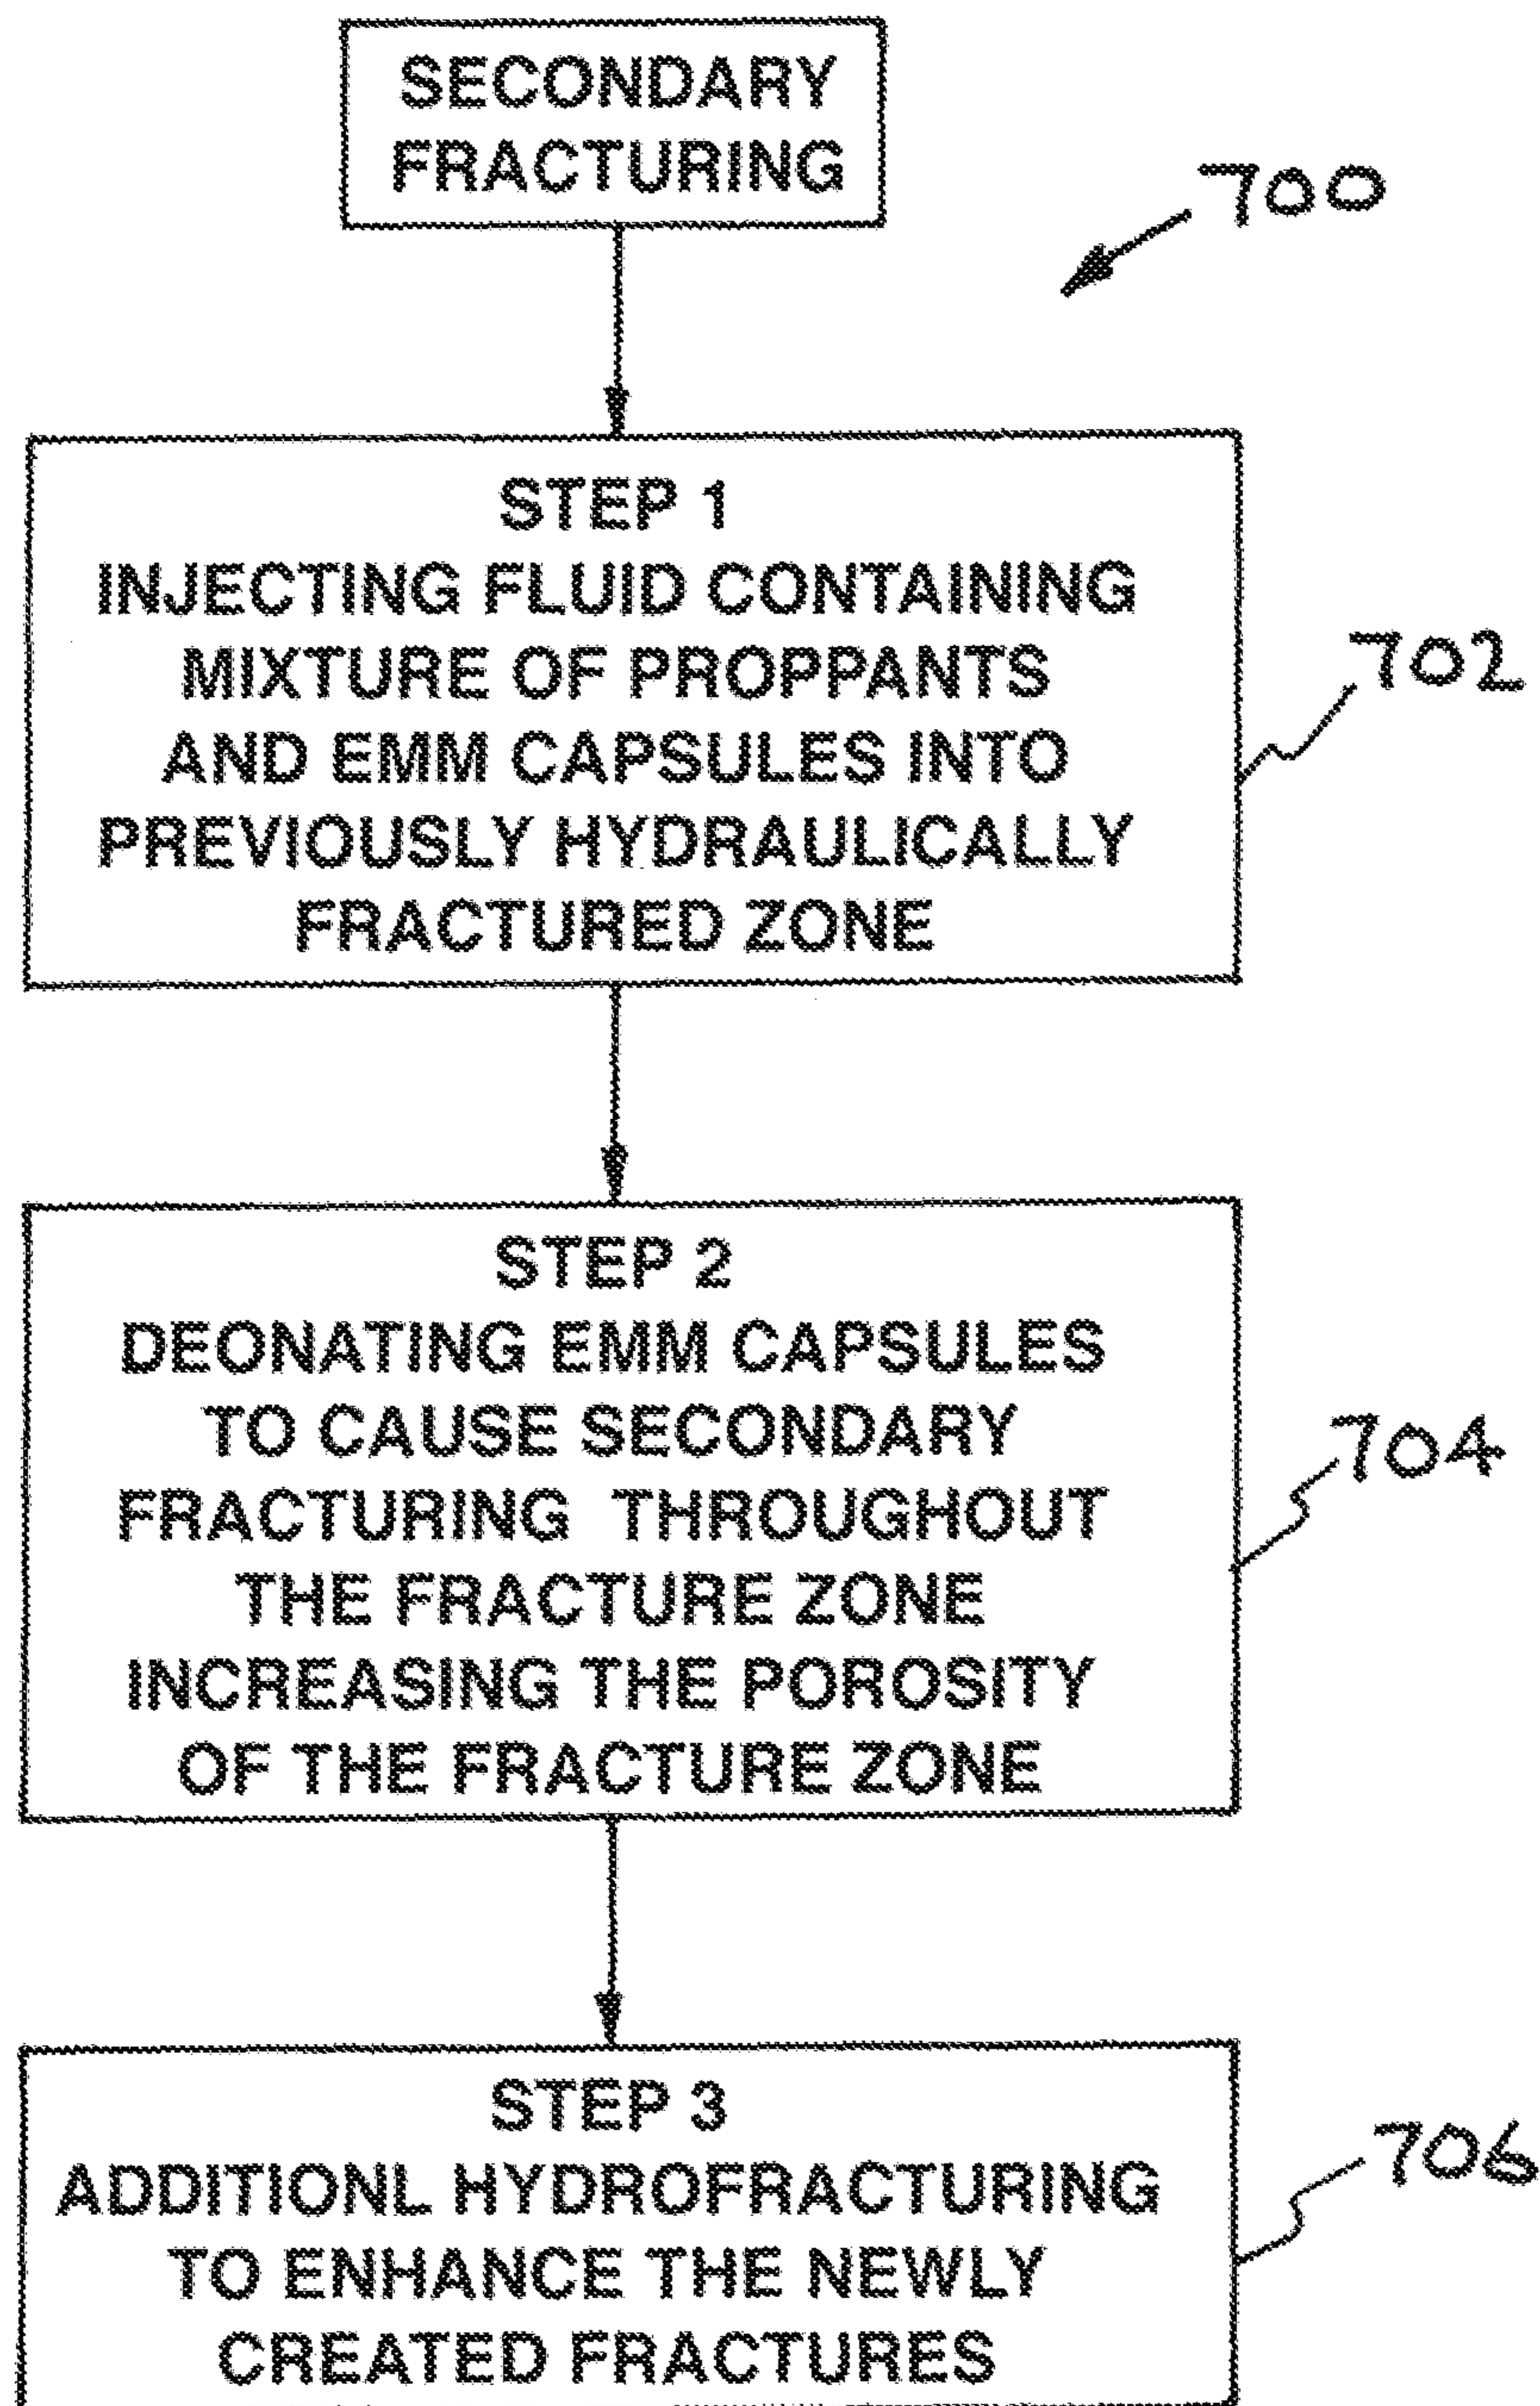 SECONDARY
FRACTURING
700
STEP 1
INJECTING FLUID CONTAINING
MIXTURE OF PROPPANTS
AND EMM CAPSULES INTO
PREVIOUSLY HYDRAULICALLY
FRACTURED ZONE
702
STEP 2
DEONATING EMM CAPSULES
TO CAUSE SECONDARY
FRACTURING THROUGHOUT
THE FRACTURE ZONE
INCREASING THE POROSITY
OF THE FRACTURE ZONE
704
STEP 3
ADDITIONL HYDROFRACTURING
TO ENHANCE THE NEWLY
CREATED FRACTURES
706